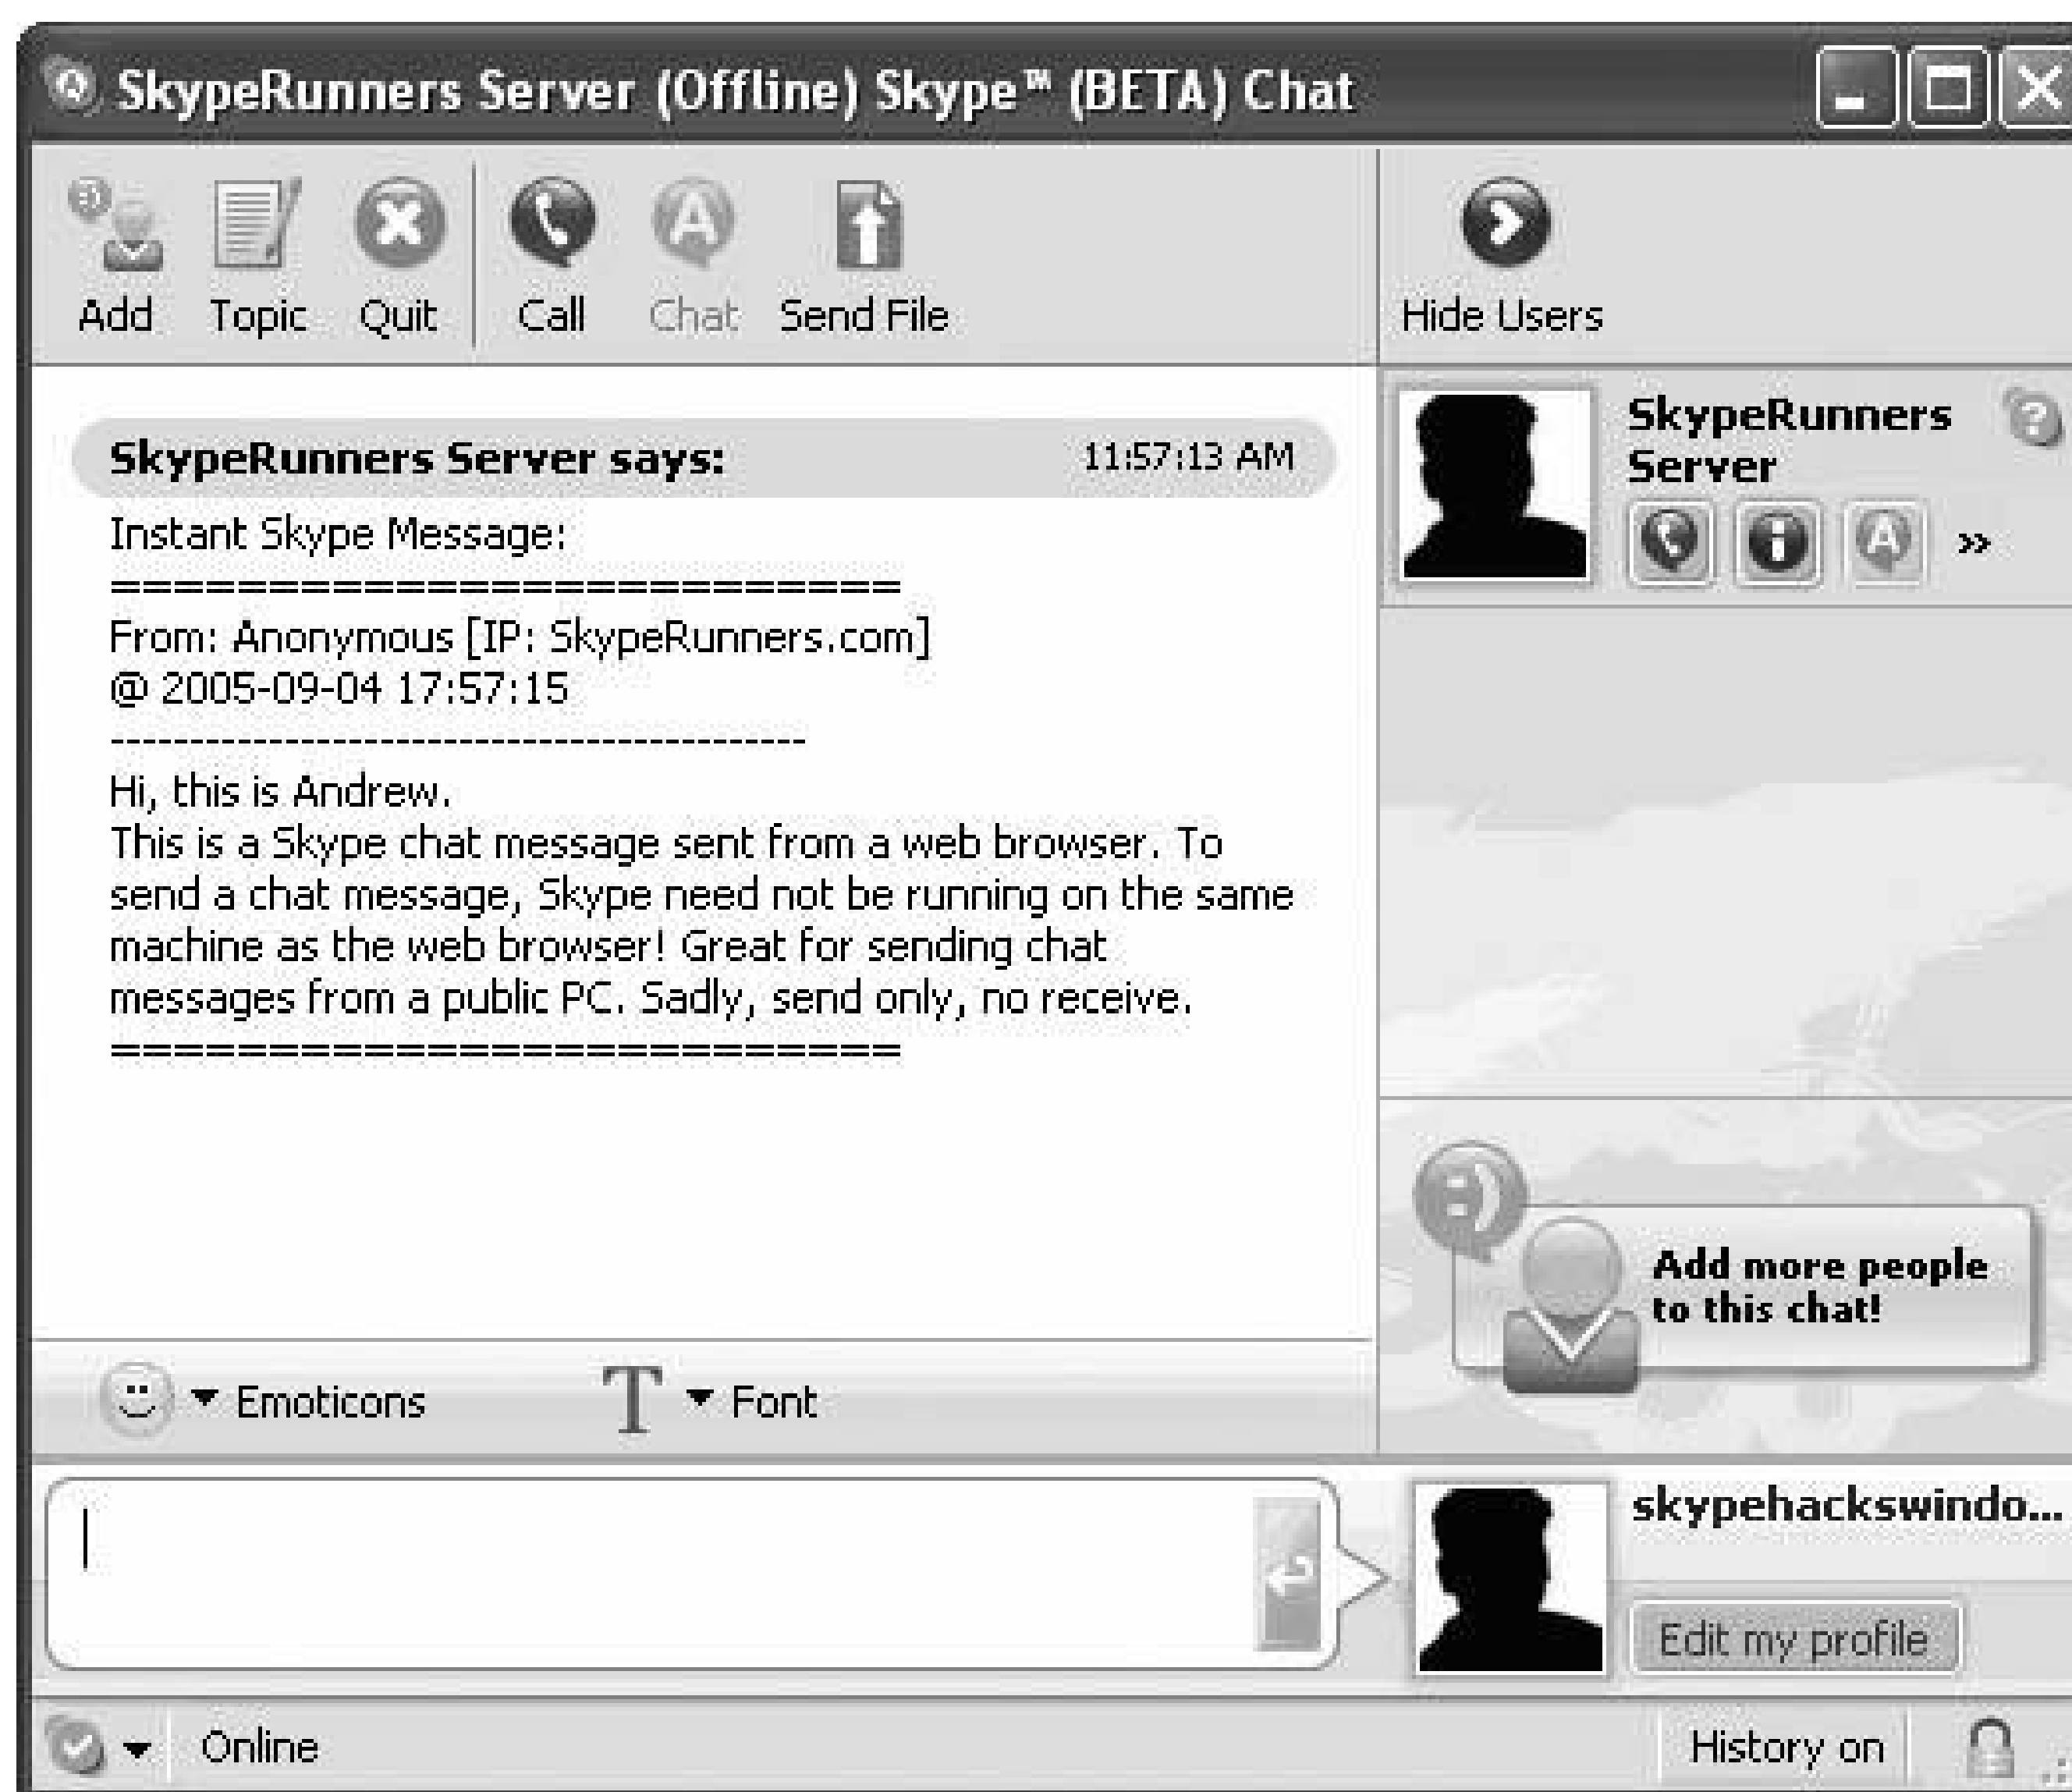 SkypeRunners Server (Offline) Skype™ (BETA) Chat
Add Topic Quit Call Chat Send File
Hide Users
SkypeRunners Server says: 11:57:13 AM
Instant Skype Message:
=========================
From: Anonymous [IP: SkypeRunners.com]
@ 2005-09-04 17:57:15
----------------------------------------
Hi, this is Andrew.
This is a Skype chat message sent from a web browser. To
send a chat message, Skype need not be running on the same
machine as the web browser! Great for sending chat
messages from a public PC. Sadly, send only, no receive.
=========================
SkypeRunners
Server
»
Add more people
to this chat!
Emoticons T Font
skypehackswindo...
Edit my profile
Online
History on